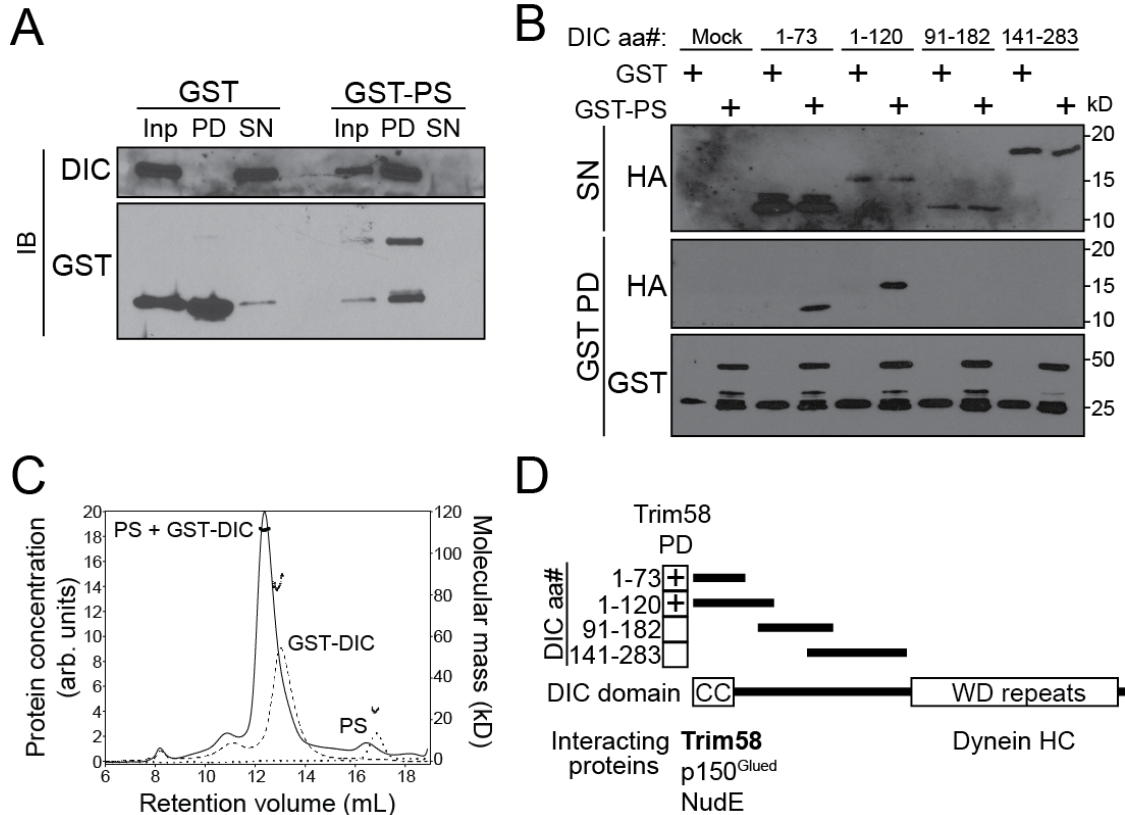 A
GST GST-PS
Inp PD SN Inp PD SN
IB
DIC
GST
B
DIC aa#: Mock 1-73 1-120 91-182 141-283
GST + + + + +
GST-PS + + + + + kD
SN
HA
20
15
10
GST PD
HA
20
15
10
GST
50
25
C
Protein concentration
(arb. units)
20
18
16
14
12
10
8
6
4
2
0
PS + GST-DIC
GST-DIC
PS
120
100
80
60
40
20
0
Molecular mass (kD)
6 8 10 12 14 16 18
Retention volume (mL)
D
Trim58
PD
DIC aa#
1-73 +
1-120 +
91-182
141-283
DIC domain CC WD repeats
Interacting proteins
Trim58
p150Glued
NudE
Dynein HC